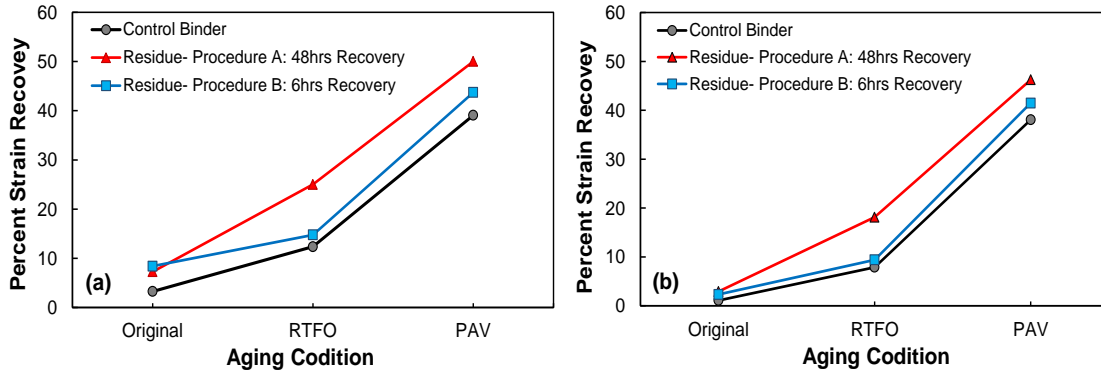 Percent Strain Recovey
60
50
40
30
20
10
0
Control Binder
Residue- Procedure A: 48hrs Recovery
Residue- Procedure B: 6hrs Recovery
(a)
Original RTFO PAV
Aging Codition
Percent Strain Recovey
60
50
40
30
20
10
0
Control Binder
Residue- Procedure A: 48hrs Recovery
Residue- Procedure B: 6hrs Recovery
(b)
Original RTFO PAV
Aging Codition